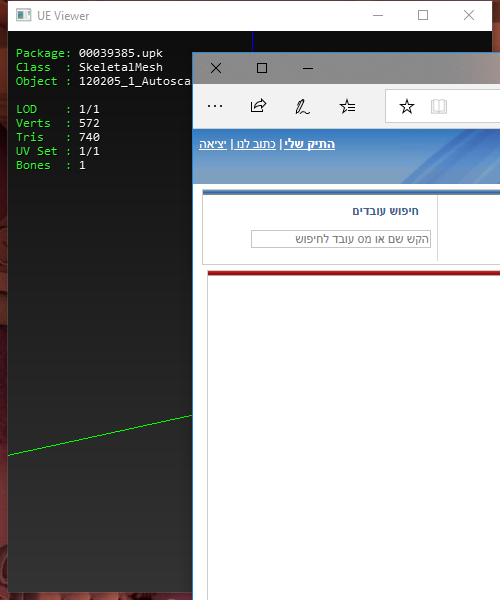 UE Viewer
Package: 00039385.upk
Class : SkeletalMesh
Object : 120205_1_Autosca
LOD : 1/1
Verts : 572
Tris : 740
UV Set : 1/1
Bones : 1
התיק שלי | כתוב לנו | יציאה
חיפוש עובדים
הקש שם או מס עובד לחיפוש